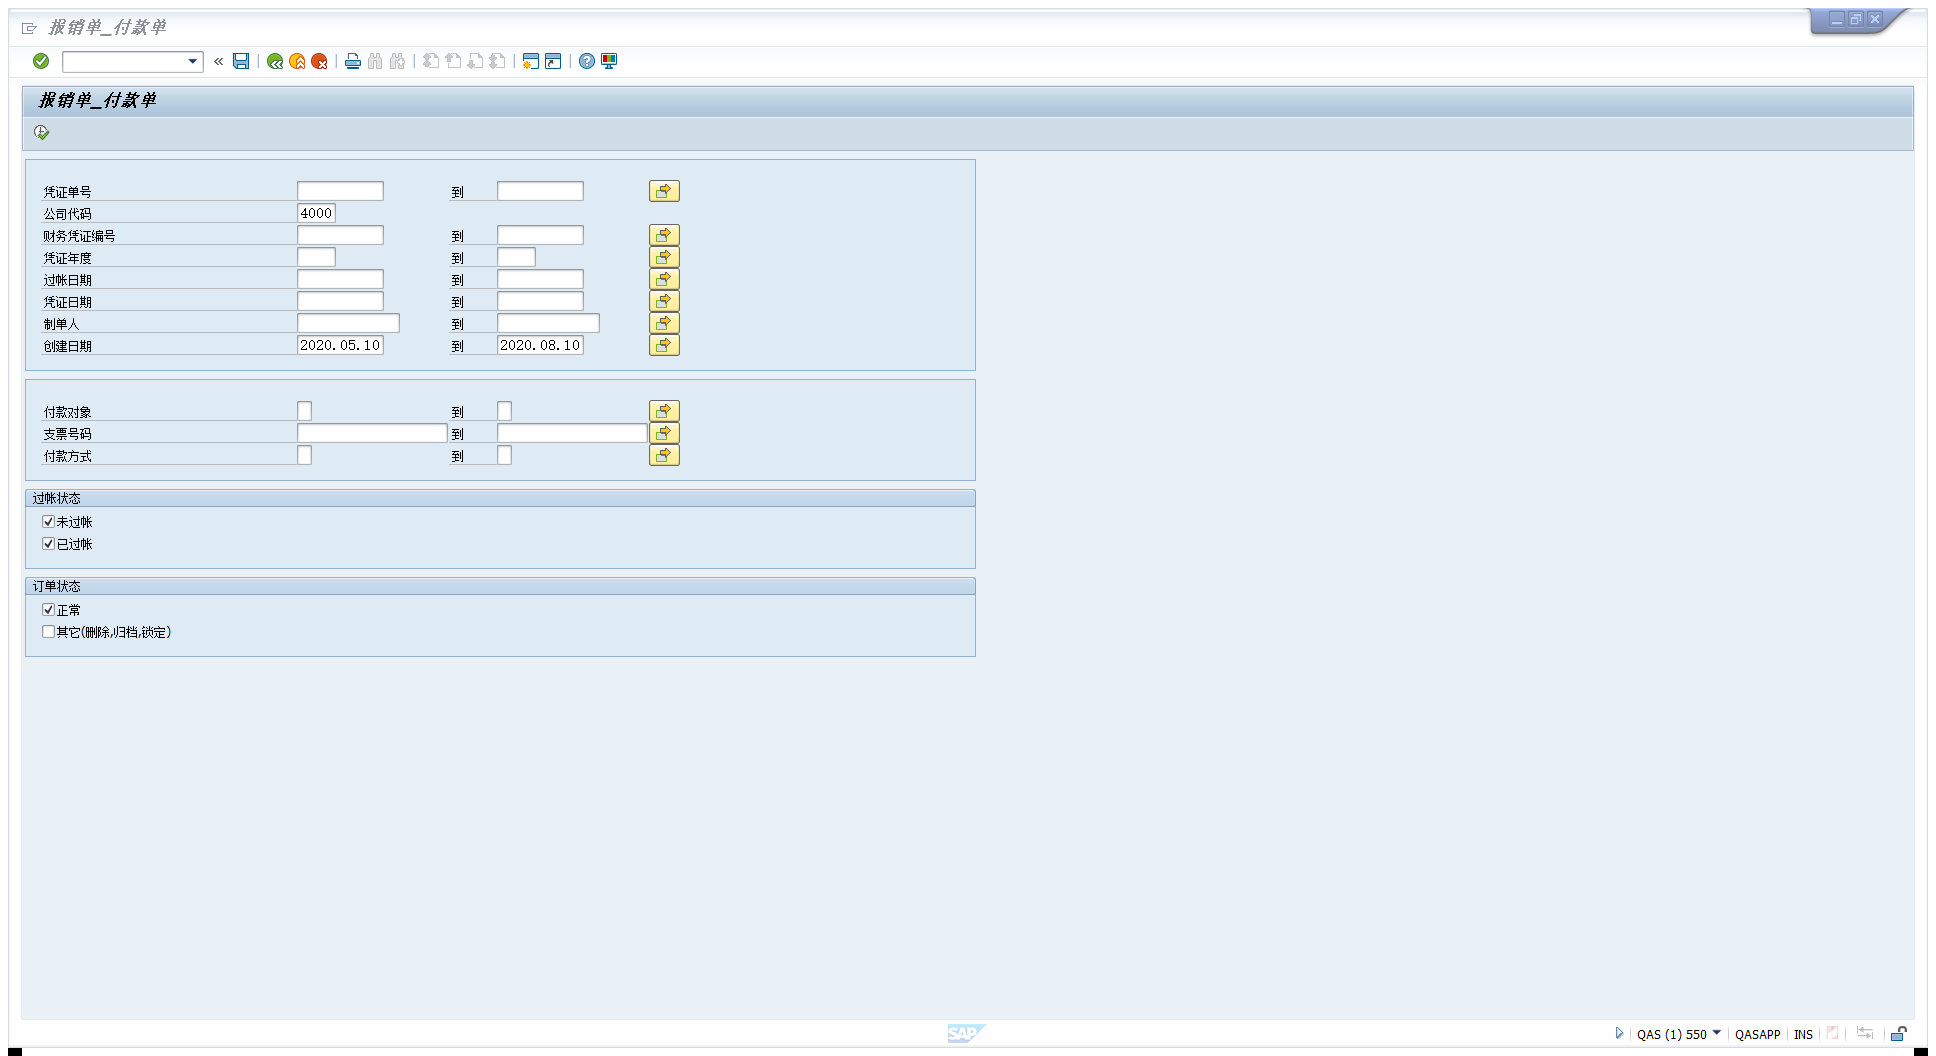 报销单_付款单
报销单_付款单
凭证单号 到
公司代码 4000
财务凭证编号 到
凭证年度 到
过帐日期 到
凭证日期 到
制单人 到
创建日期 2020.05.10 到 2020.08.10
付款对象 到
支票号码 到
付款方式 到
过帐状态
未过帐
已过帐
订单状态
正常
其它(删除,归档,锁定)
SAP
QAS (1) 550 QASAPP INS